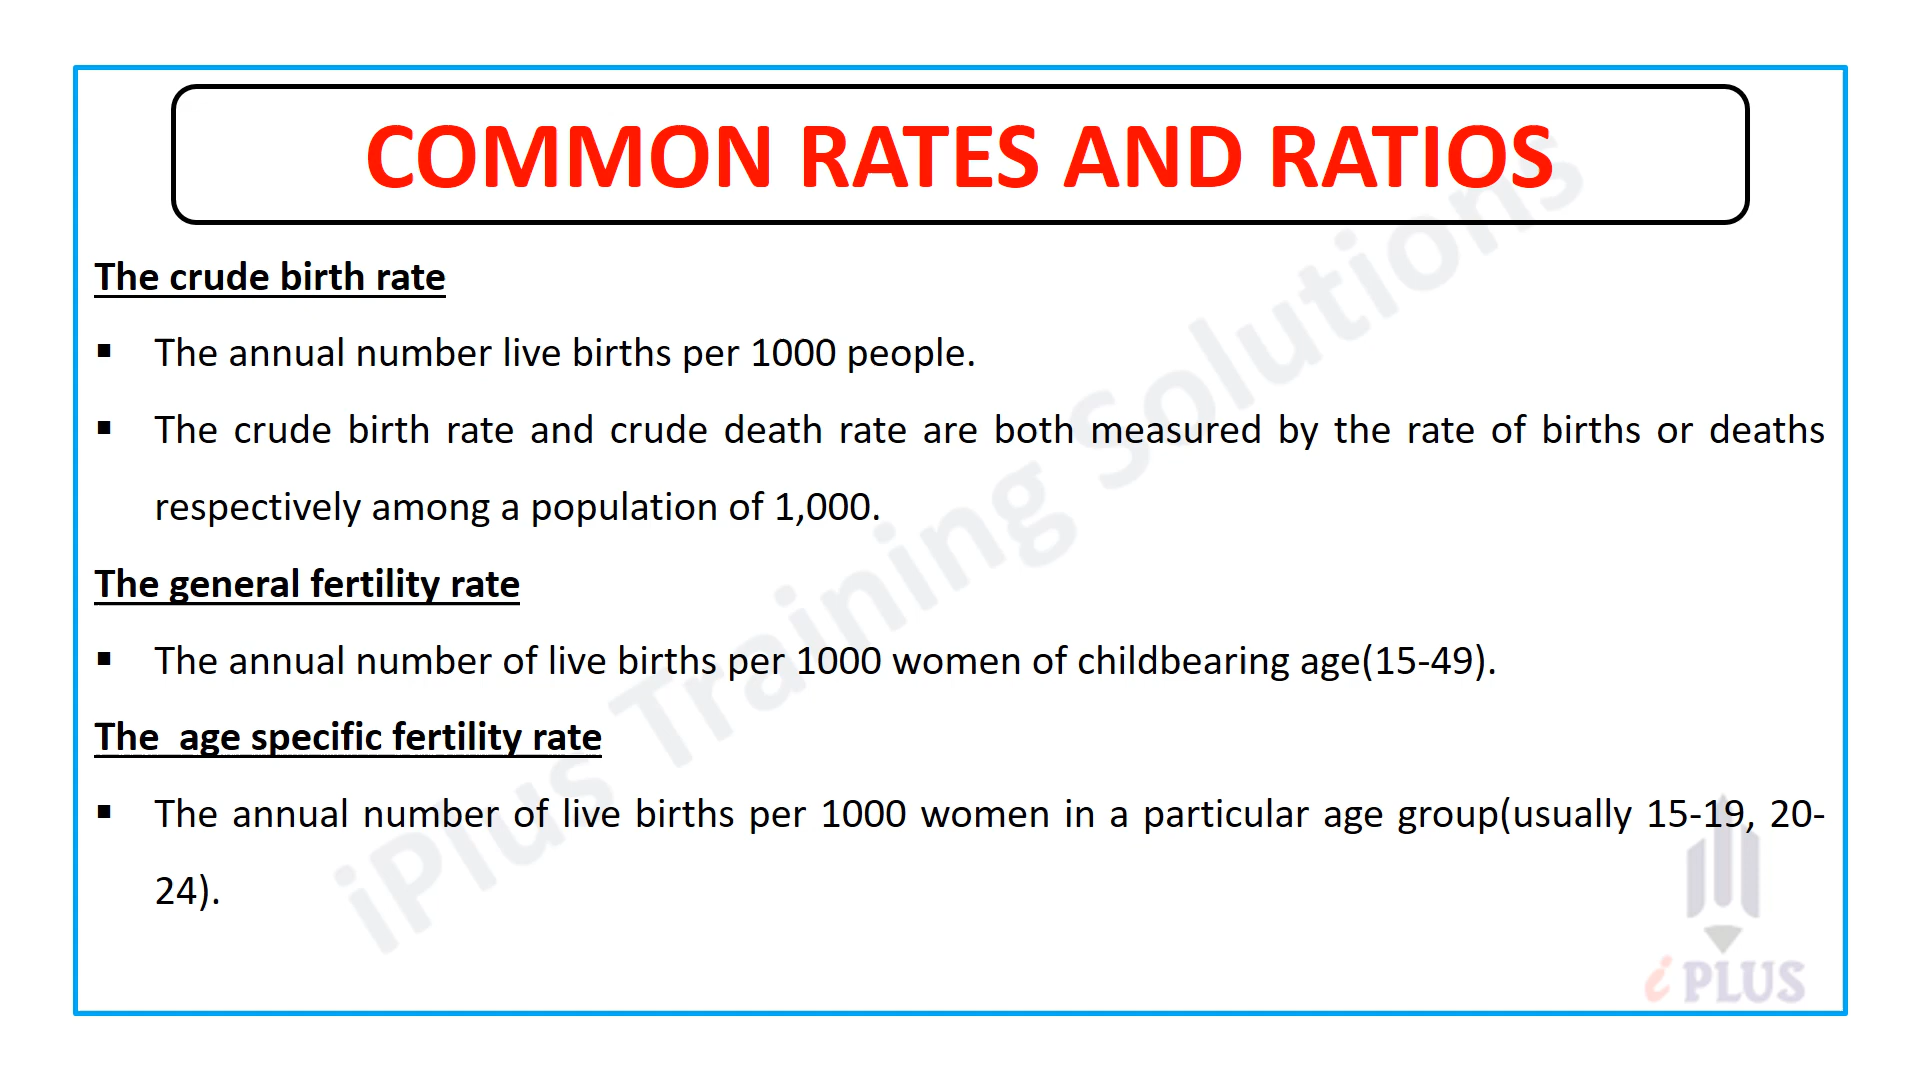 COMMON RATES AND RATIOS
The crude birth rate
▪ The annual number live births per 1000 people.
▪ The crude birth rate and crude death rate are both measured by the rate of births or deaths
respectively among a population of 1,000.
The general fertility rate
▪ The annual number of live births per 1000 women of childbearing age(15-49).
The  age specific fertility rate
▪ The annual number of live births per 1000 women in a particular age group(usually 15-19, 20-
24).
iPlus Training Solutions
i PLUS